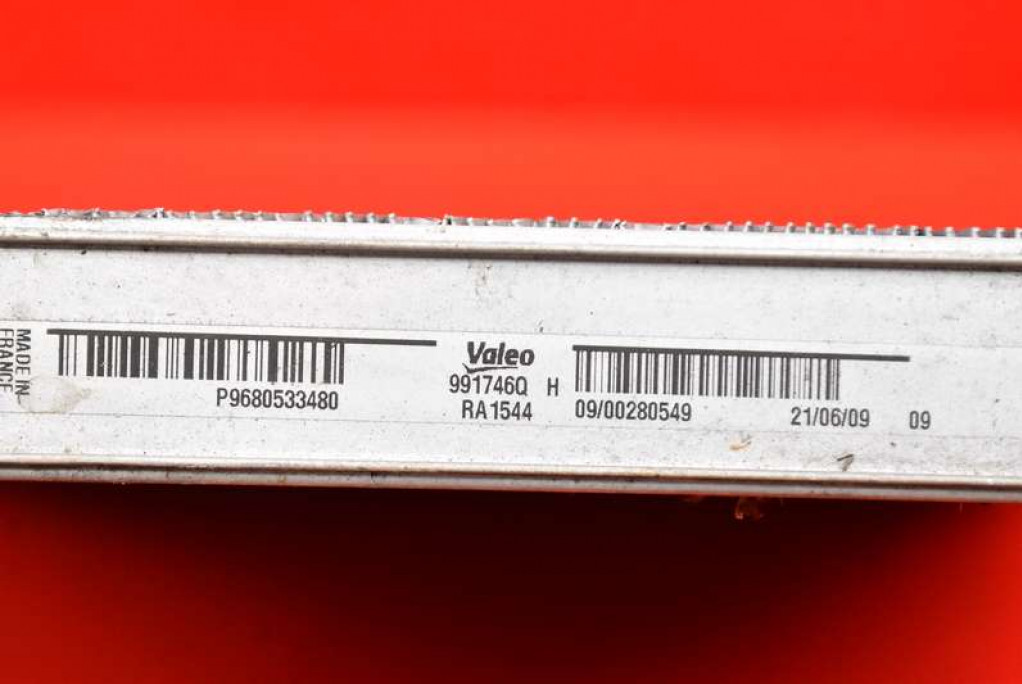 MADE IN
FRANCE
P9680533480
Valeo
991746Q H
RA1544
09/00280549 21/06/09 09